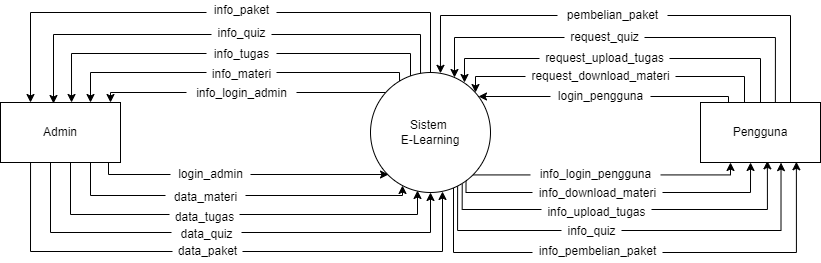 info_paket
info_quiz
info_tugas
info_materi
info_login_admin
pembelian_paket
request_quiz
request_upload_tugas
request_download_materi
login_pengguna
Admin
Sistem
E-Learning
Pengguna
login_admin
data_materi
data_tugas
data_quiz
data_paket
info_login_pengguna
info_download_materi
info_upload_tugas
info_quiz
info_pembelian_paket